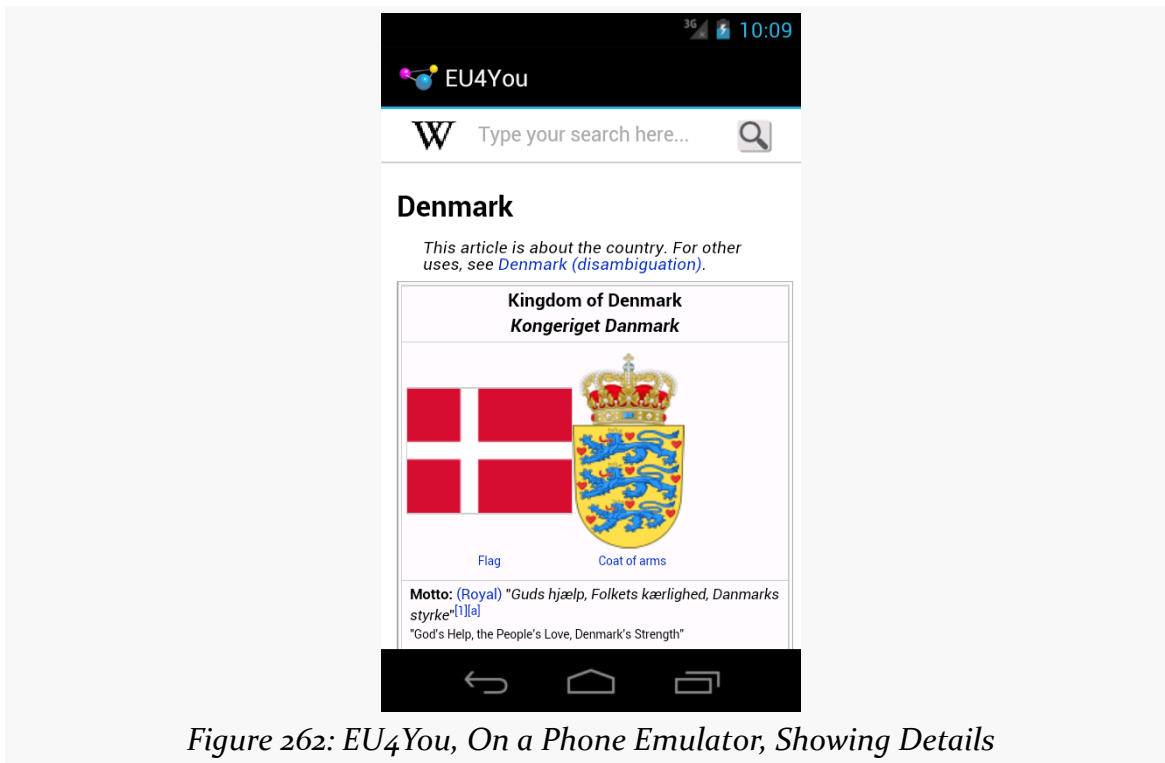 3G 10:09
EU4You
W Type your search here...
Denmark
This article is about the country. For other
uses, see Denmark (disambiguation).
Kingdom of Denmark
Kongeriget Danmark
Flag Coat of arms
Motto: (Royal) "Guds hjælp, Folkets kærlighed, Danmarks
styrke"[1][a]
"God's Help, the People's Love, Denmark's Strength"
Figure 262: EU4You, On a Phone Emulator, Showing Details